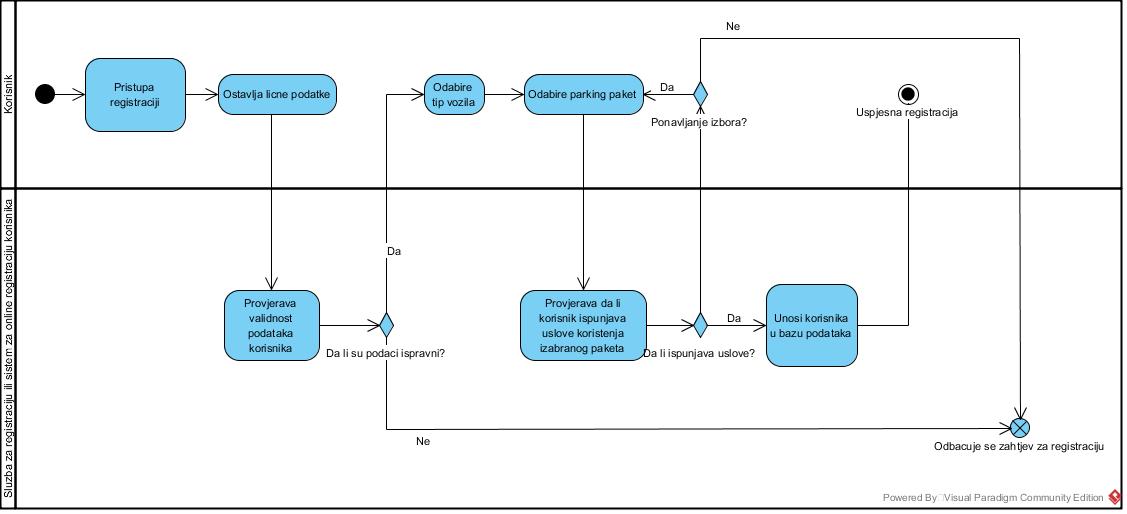 Korisnik
Pristupa
registraciji
Ostavlja licne podatke
Odabire
tip vozila
Odabire parking paket
Da
Ne
Ponavljanje izbora?
Uspjesna registracija
Sluzba za registraciju ili sistem za online registraciju korisnika
Provjerava
validnost
podataka
korisnika
Da
Da li su podaci ispravni?
Ne
Provjerava da li
korisnik ispunjava
uslove koristenja
izabranog paketa
Da li ispunjava uslove?
Da
Unosi korisnika
u bazu podataka
Odbacuje se zahtjev za registraciju
Powered By Visual Paradigm Community Edition